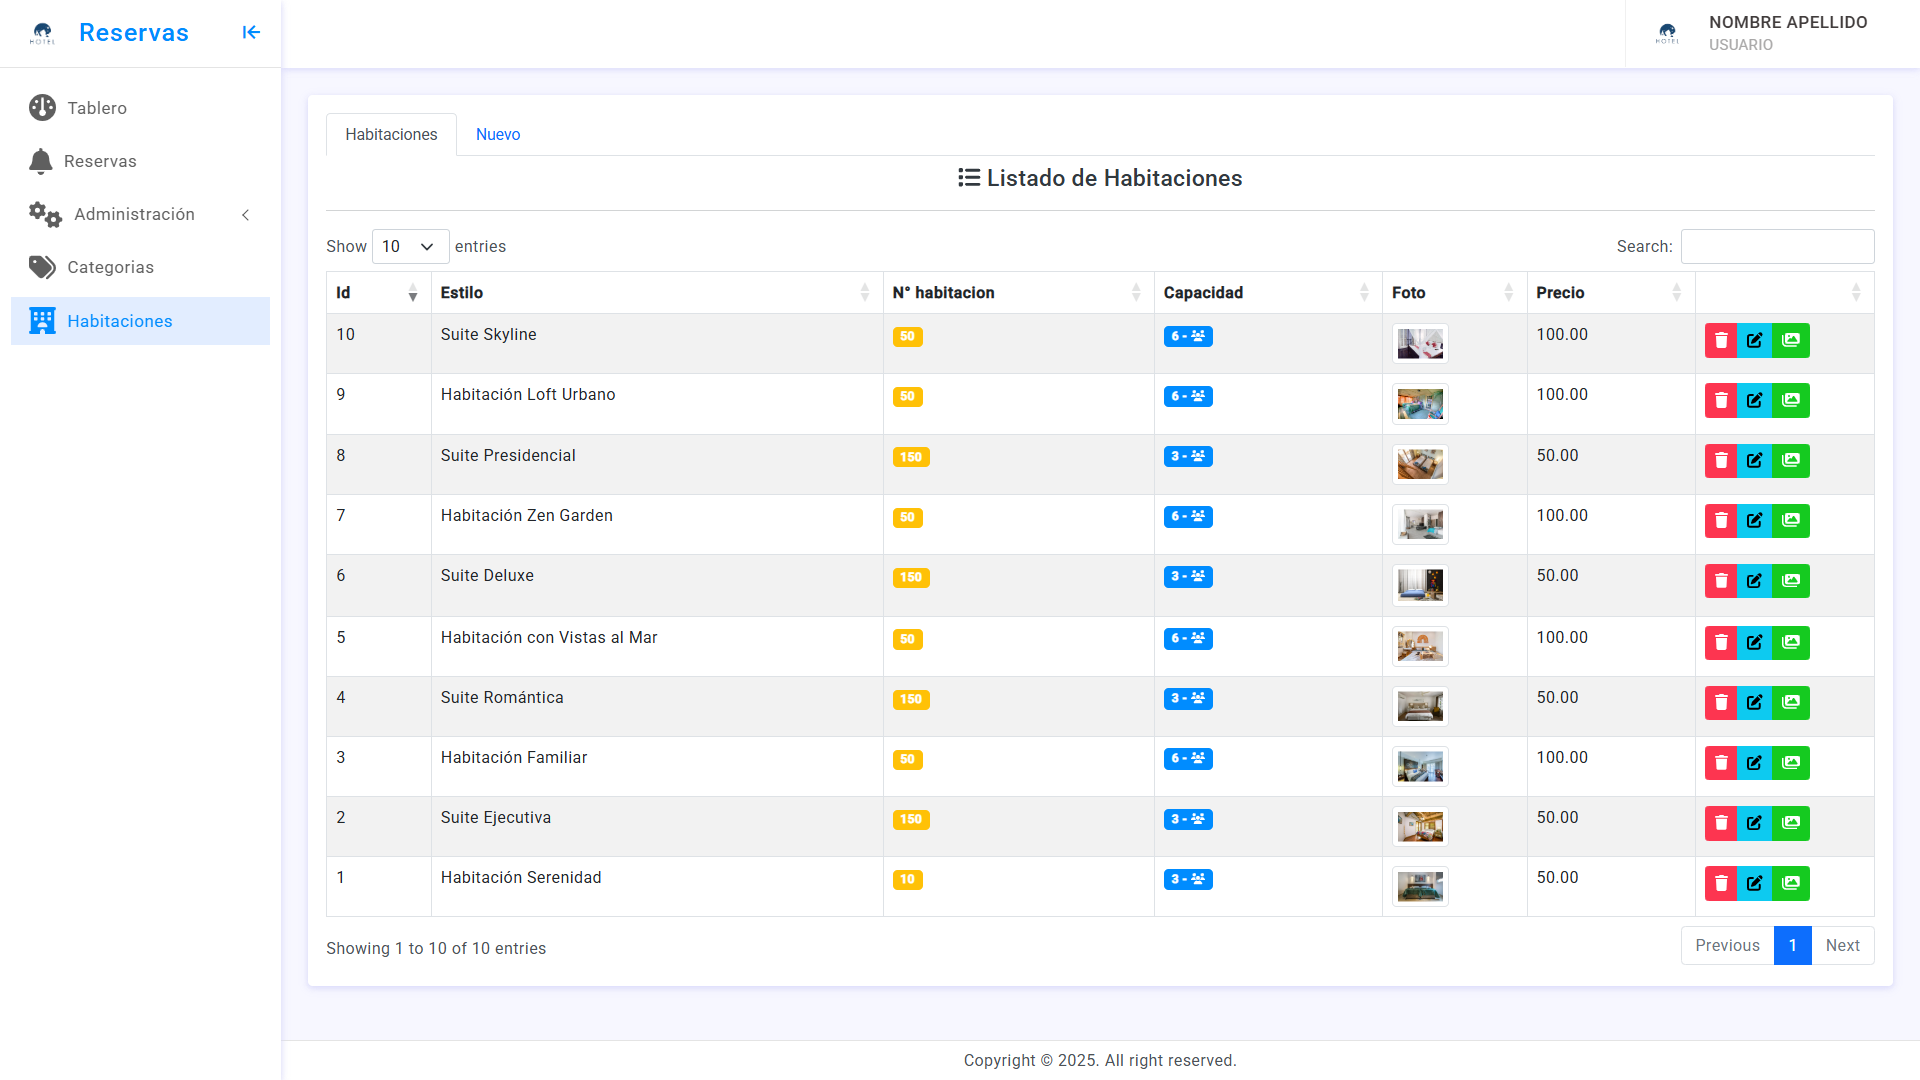 HOTEL
Reservas
HOTEL
NOMBRE APELLIDO
USUARIO
Tablero
Reservas
Administración
Categorias
Habitaciones
Habitaciones Nuevo
Listado de Habitaciones
Show 10 entries Search:
Id Estilo N° habitacion Capacidad Foto Precio
10 Suite Skyline 50 6 - 100.00
9 Habitación Loft Urbano 50 6 - 100.00
8 Suite Presidencial 150 3 - 50.00
7 Habitación Zen Garden 50 6 - 100.00
6 Suite Deluxe 150 3 - 50.00
5 Habitación con Vistas al Mar 50 6 - 100.00
4 Suite Romántica 150 3 - 50.00
3 Habitación Familiar 50 6 - 100.00
2 Suite Ejecutiva 150 3 - 50.00
1 Habitación Serenidad 10 3 - 50.00
Showing 1 to 10 of 10 entries Previous 1 Next
Copyright © 2025. All right reserved.